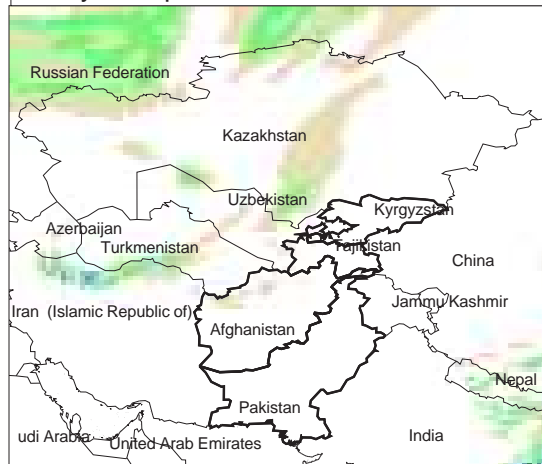 Russian Federation
Kazakhstan
Uzbekistan
Kyrgyzstan
Azerbaijan
Turkmenistan
Tajikistan
China
Jammu Kashmir
Iran (Islamic Republic of)
Afghanistan
Nepal
Pakistan
udi Arabia
United Arab Emirates
India